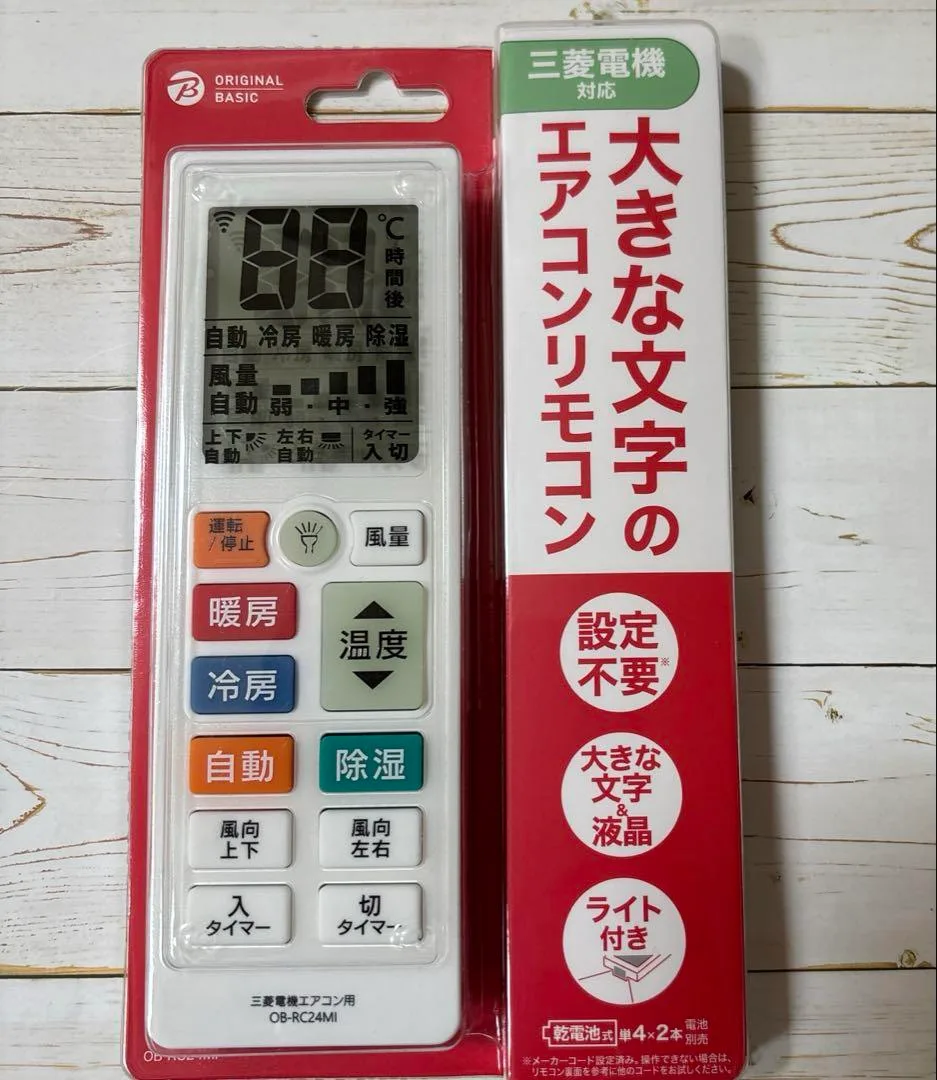 ORIGINAL
BASIC
88℃
時間後
自動 冷房 暖房 除湿
風量
自動 弱・中・強
上下
自動
左右
自動
タイマー
入 切
運転
/停止
風量
暖房
温度
冷房
自動
除湿
風向
上下
風向
左右
入
タイマー
切
タイマー
三菱電機エアコン用
OB-RC24MI
三菱電機
対応
大きな文字の
エアコンリモコン
設定
不要※
大きな
文字
&
液晶
ライト
付き
乾電池式 単4×2本 電池
別売
※メーカーコード設定済み。操作できない場合は、
リモコン裏面を参考に他のコードをお試しください。